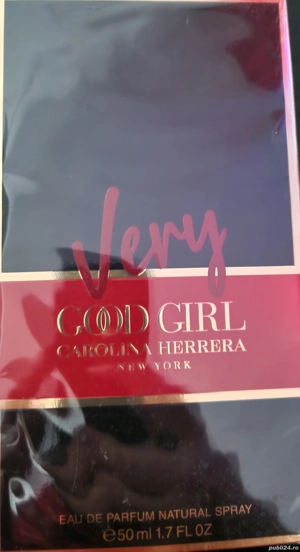 Very
GOOD GIRL
CAROLINA HERRERA
NEW YORK
EAU DE PARFUM NATURAL SPRAY
℮50 ml 1.7 FL OZ
publi24.ro